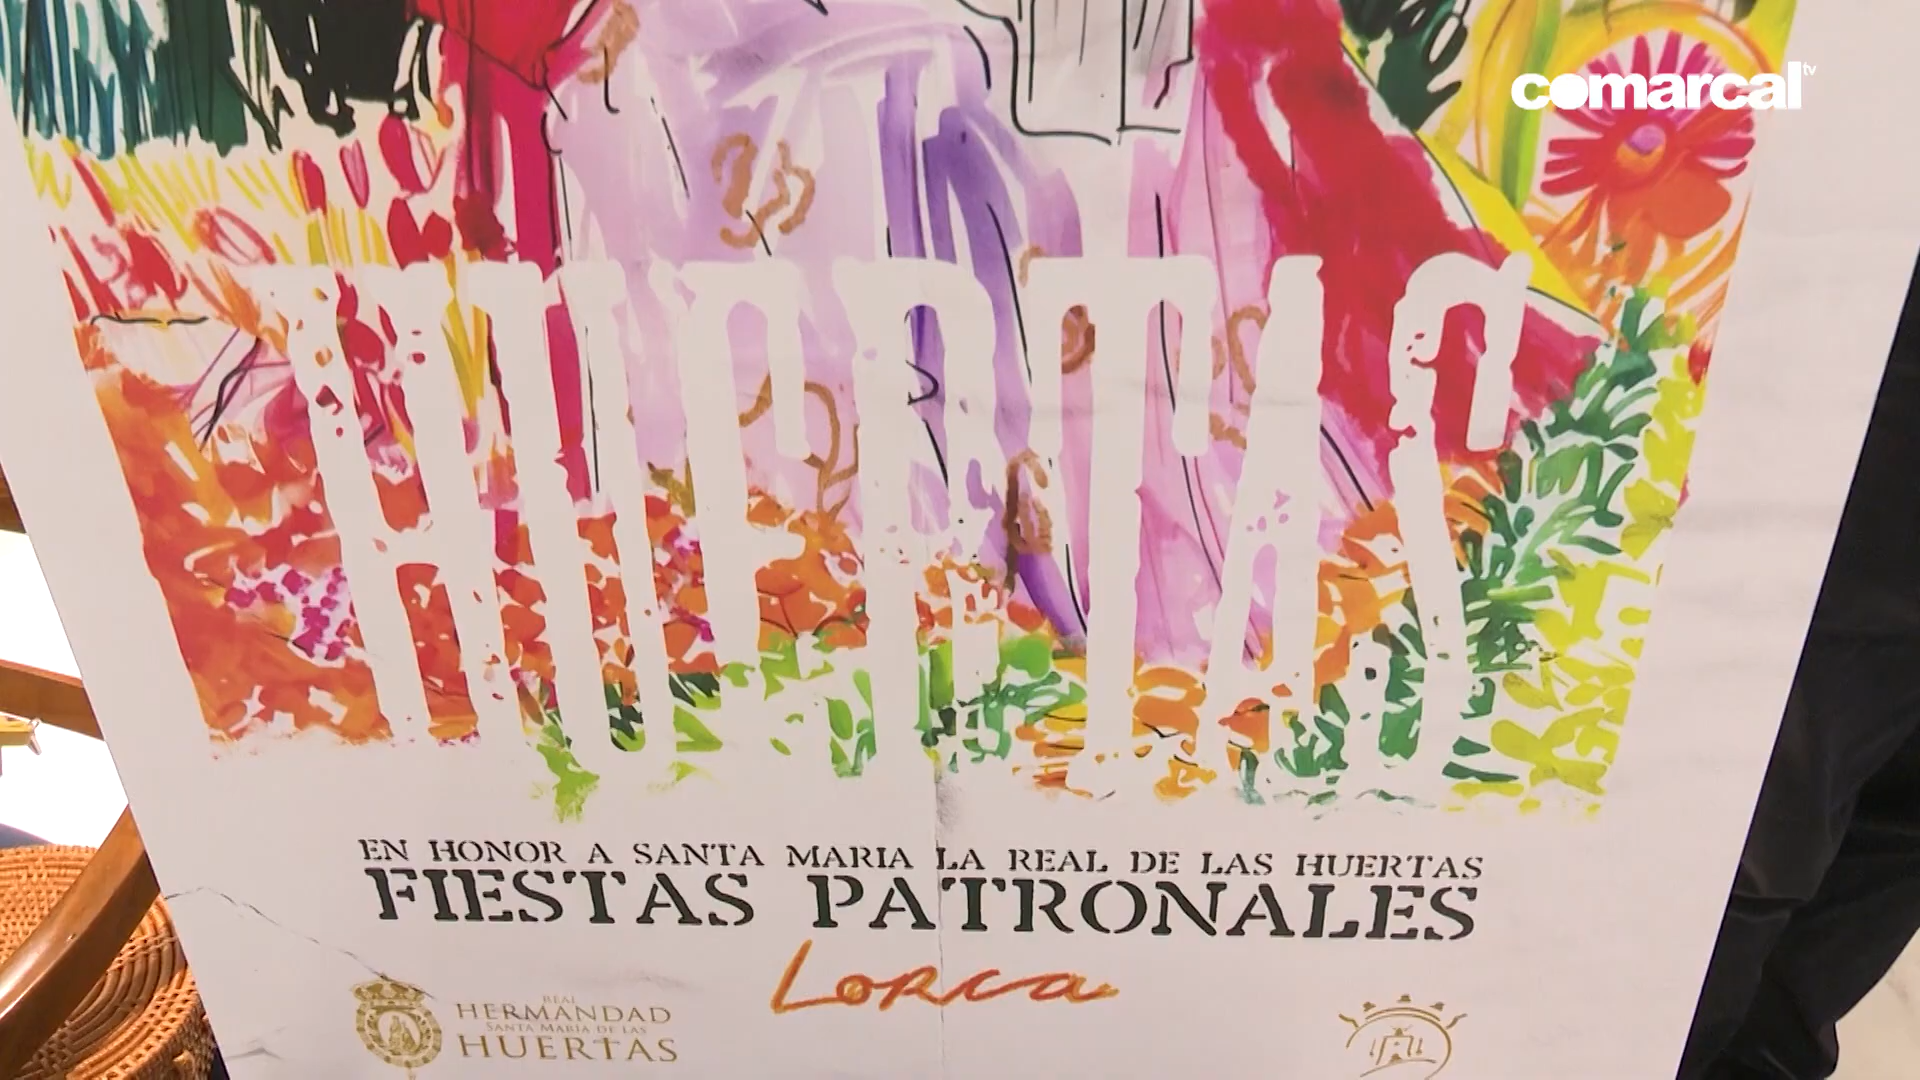 comarcal tv
HUERTAS
EN HONOR A SANTA MARIA LA REAL DE LAS HUERTAS
FIESTAS PATRONALES
Lorca
REAL
HERMANDAD
SANTA MARÍA DE LAS
HUERTAS